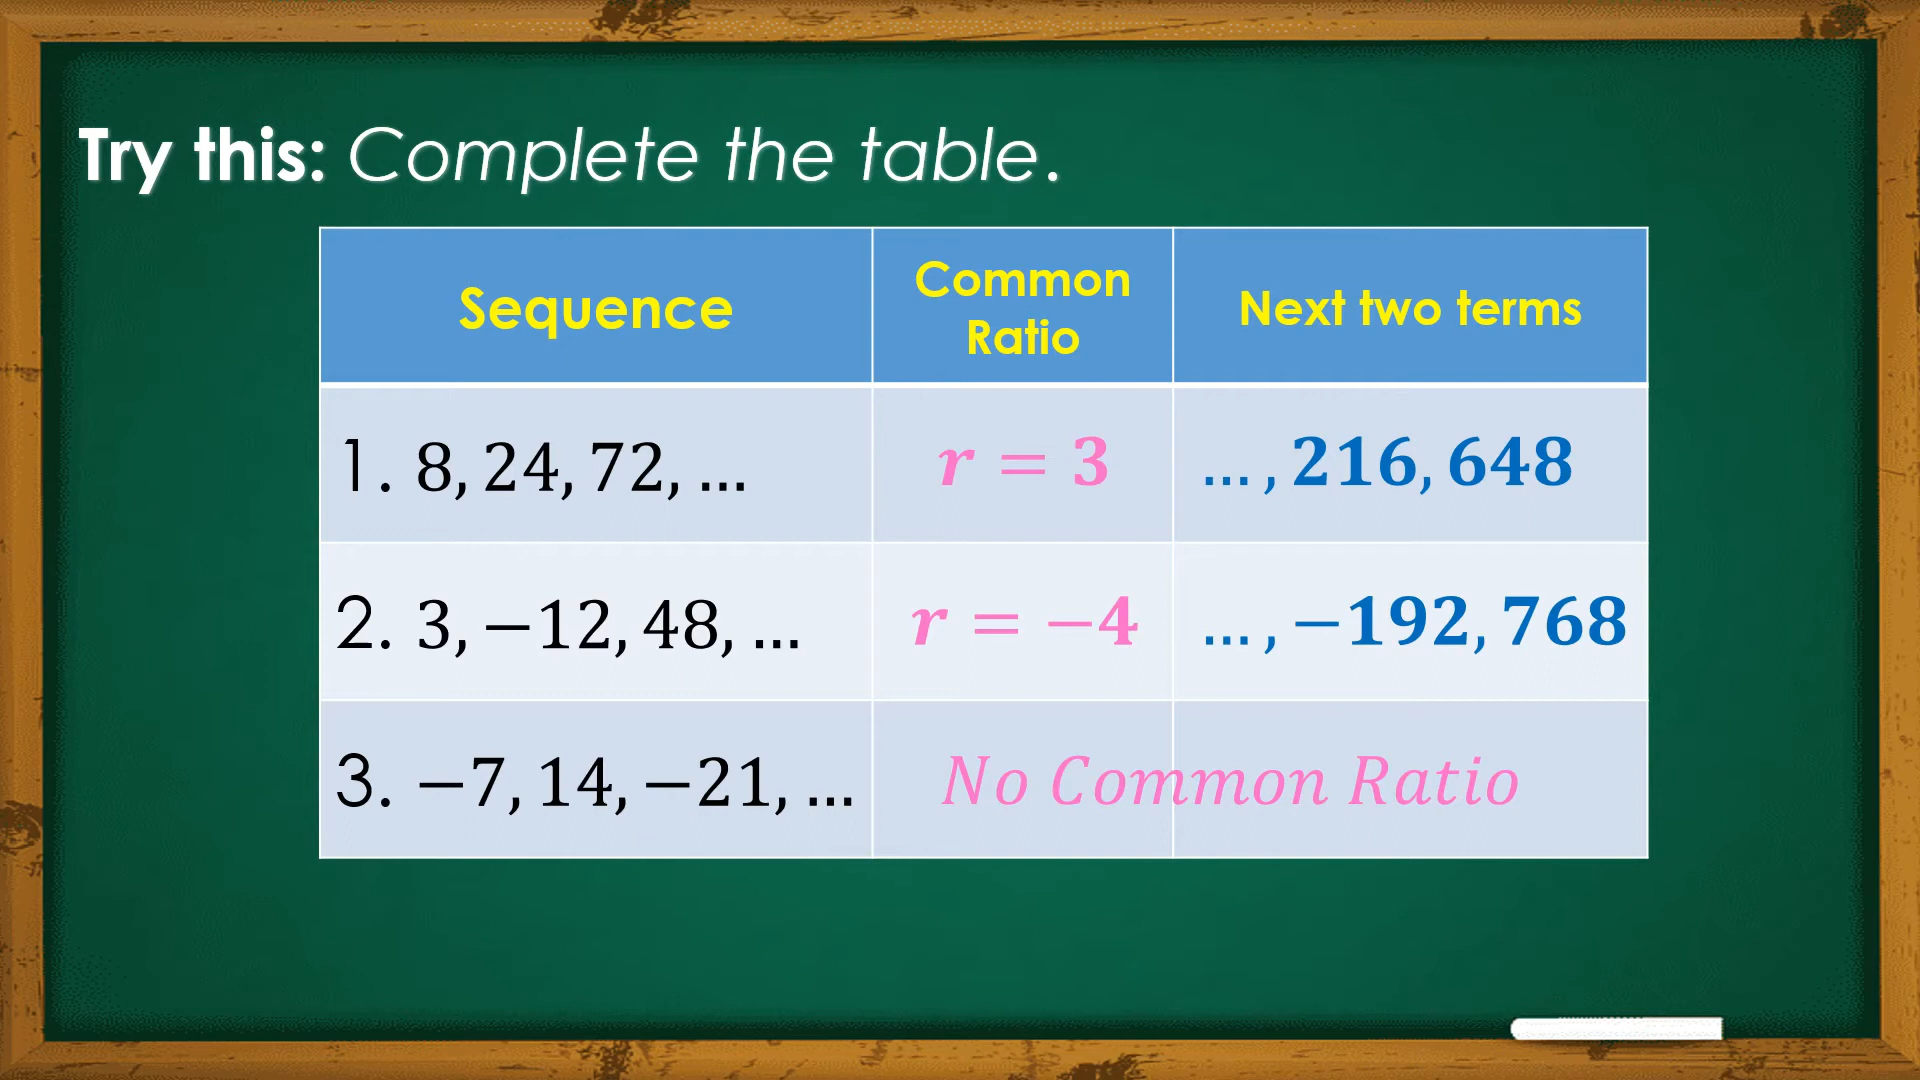 Try this: Complete the table.
Sequence
Common
Ratio
Next two terms
1. 8, 24, 72, …
r = 3
… , 216, 648
2. 3, −12, 48, …
r = −4
… , −192, 768
3. −7, 14, −21, …
No Common Ratio